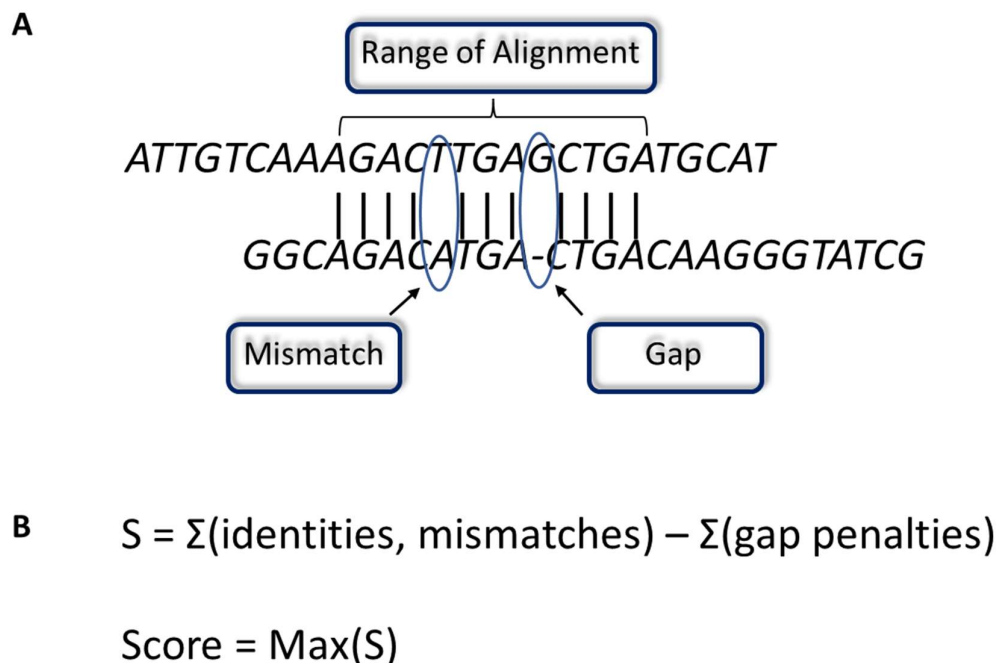 A
Range of Alignment
ATTGTCAAAGACTTGAGCTGATGCAT
GGCAGACATGA-CTGACAAGGGTATCG
Mismatch
Gap
B
S = Σ(identities, mismatches) – Σ(gap penalties)
Score = Max(S)